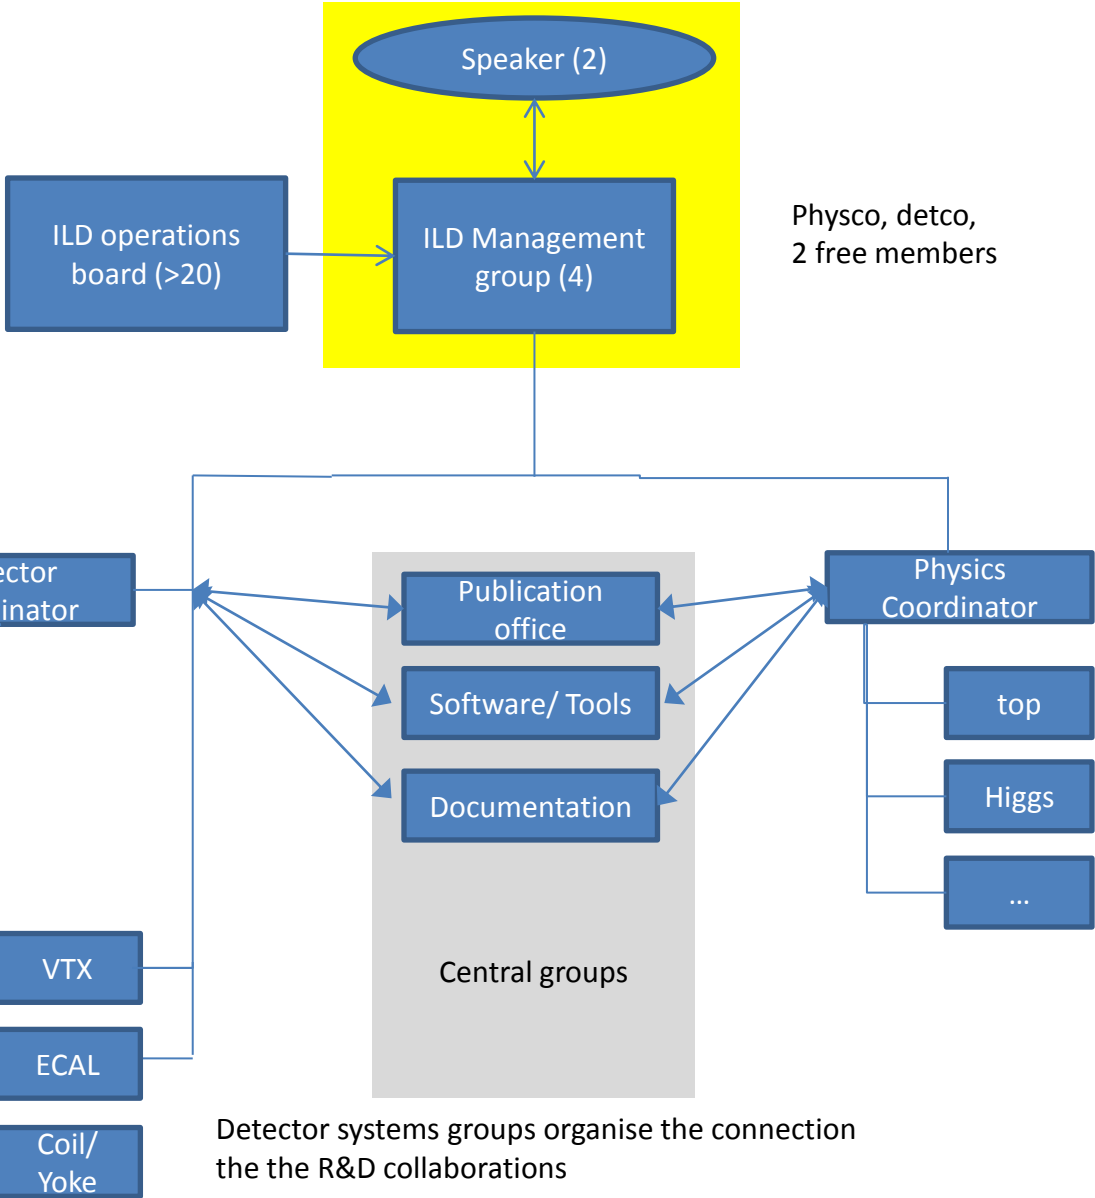 Speaker (2)
ILD operations
board (>20)
ILD Management
group (4)
Physco, detco,
2 free members
ector
inator
Publication
office
Physics
Coordinator
Software/ Tools
top
Documentation
Higgs
...
VTX
Central groups
ECAL
Coil/
Yoke
Detector systems groups organise the connection
the the R&D collaborations